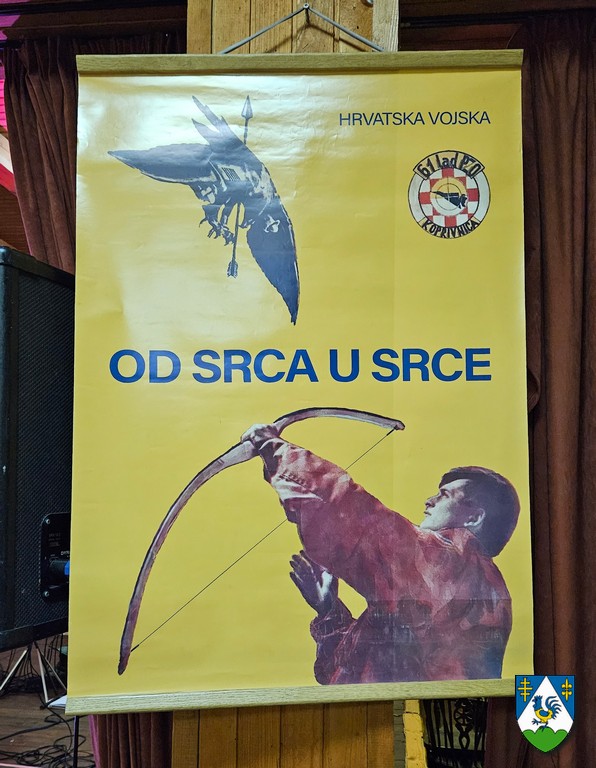 HRVATSKA VOJSKA
61 lad PZO
KOPRIVNICA
OD SRCA U SRCE